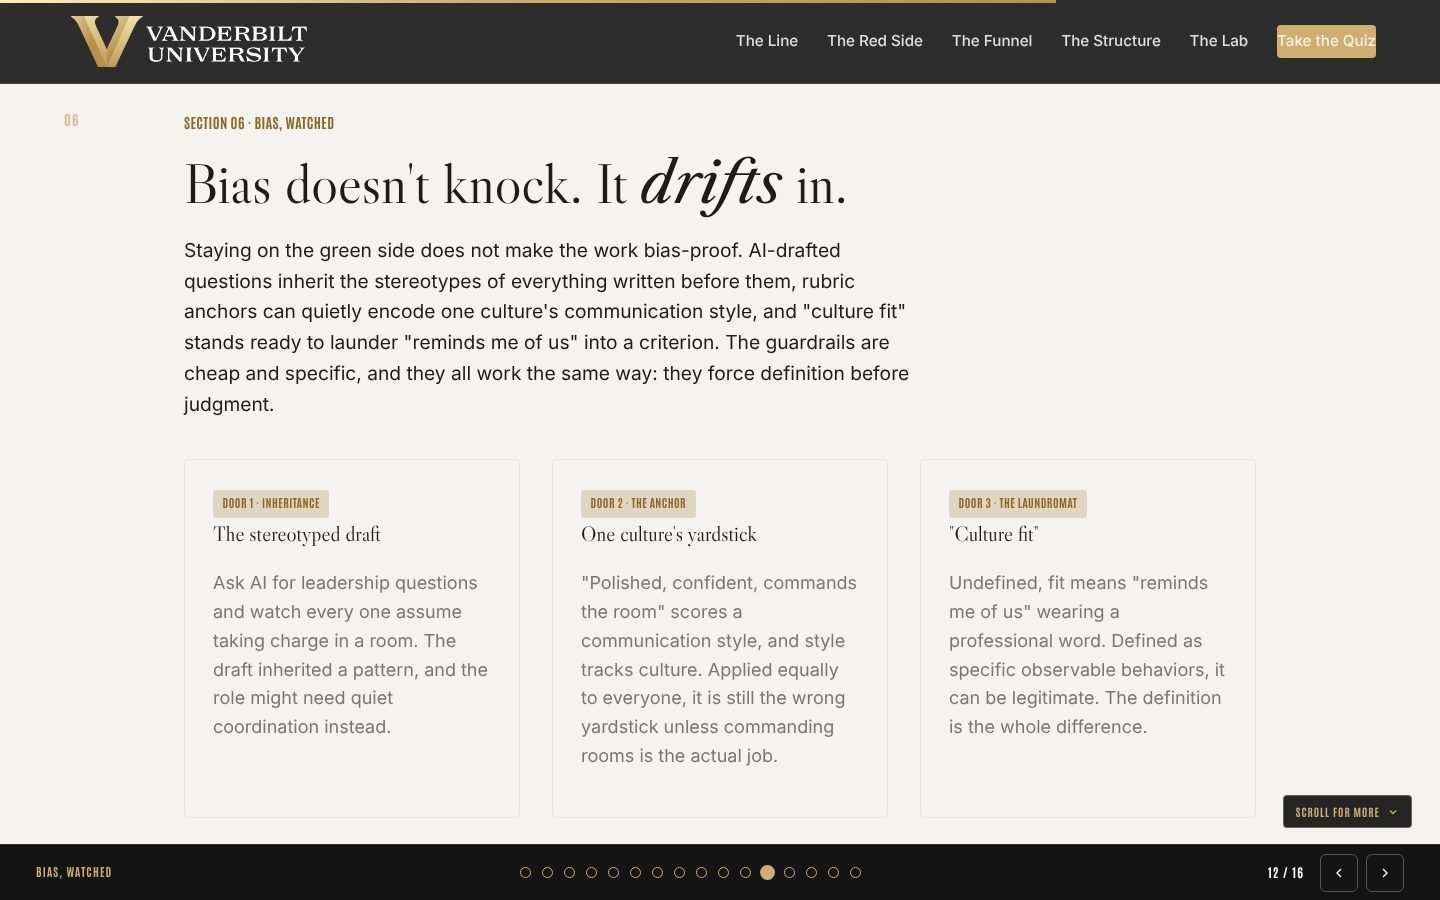 VANDERBILT
UNIVERSITY
The Line
The Red Side
The Funnel
The Structure
The Lab
Take the Quiz
06
SECTION 06 · BIAS, WATCHED
Bias doesn't knock. It drifts in.
Staying on the green side does not make the work bias-proof. AI-drafted
questions inherit the stereotypes of everything written before them, rubric
anchors can quietly encode one culture's communication style, and "culture fit"
stands ready to launder "reminds me of us" into a criterion. The guardrails are
cheap and specific, and they all work the same way: they force definition before
judgment.
DOOR 1 · INHERITANCE
The stereotyped draft
Ask AI for leadership questions
and watch every one assume
taking charge in a room. The
draft inherited a pattern, and the
role might need quiet
coordination instead.
DOOR 2 · THE ANCHOR
One culture's yardstick
"Polished, confident, commands
the room" scores a
communication style, and style
tracks culture. Applied equally
to everyone, it is still the wrong
yardstick unless commanding
rooms is the actual job.
DOOR 3 · THE LAUNDROMAT
"Culture fit"
Undefined, fit means "reminds
me of us" wearing a
professional word. Defined as
specific observable behaviors, it
can be legitimate. The definition
is the whole difference.
SCROLL FOR MORE
BIAS, WATCHED
12 / 16